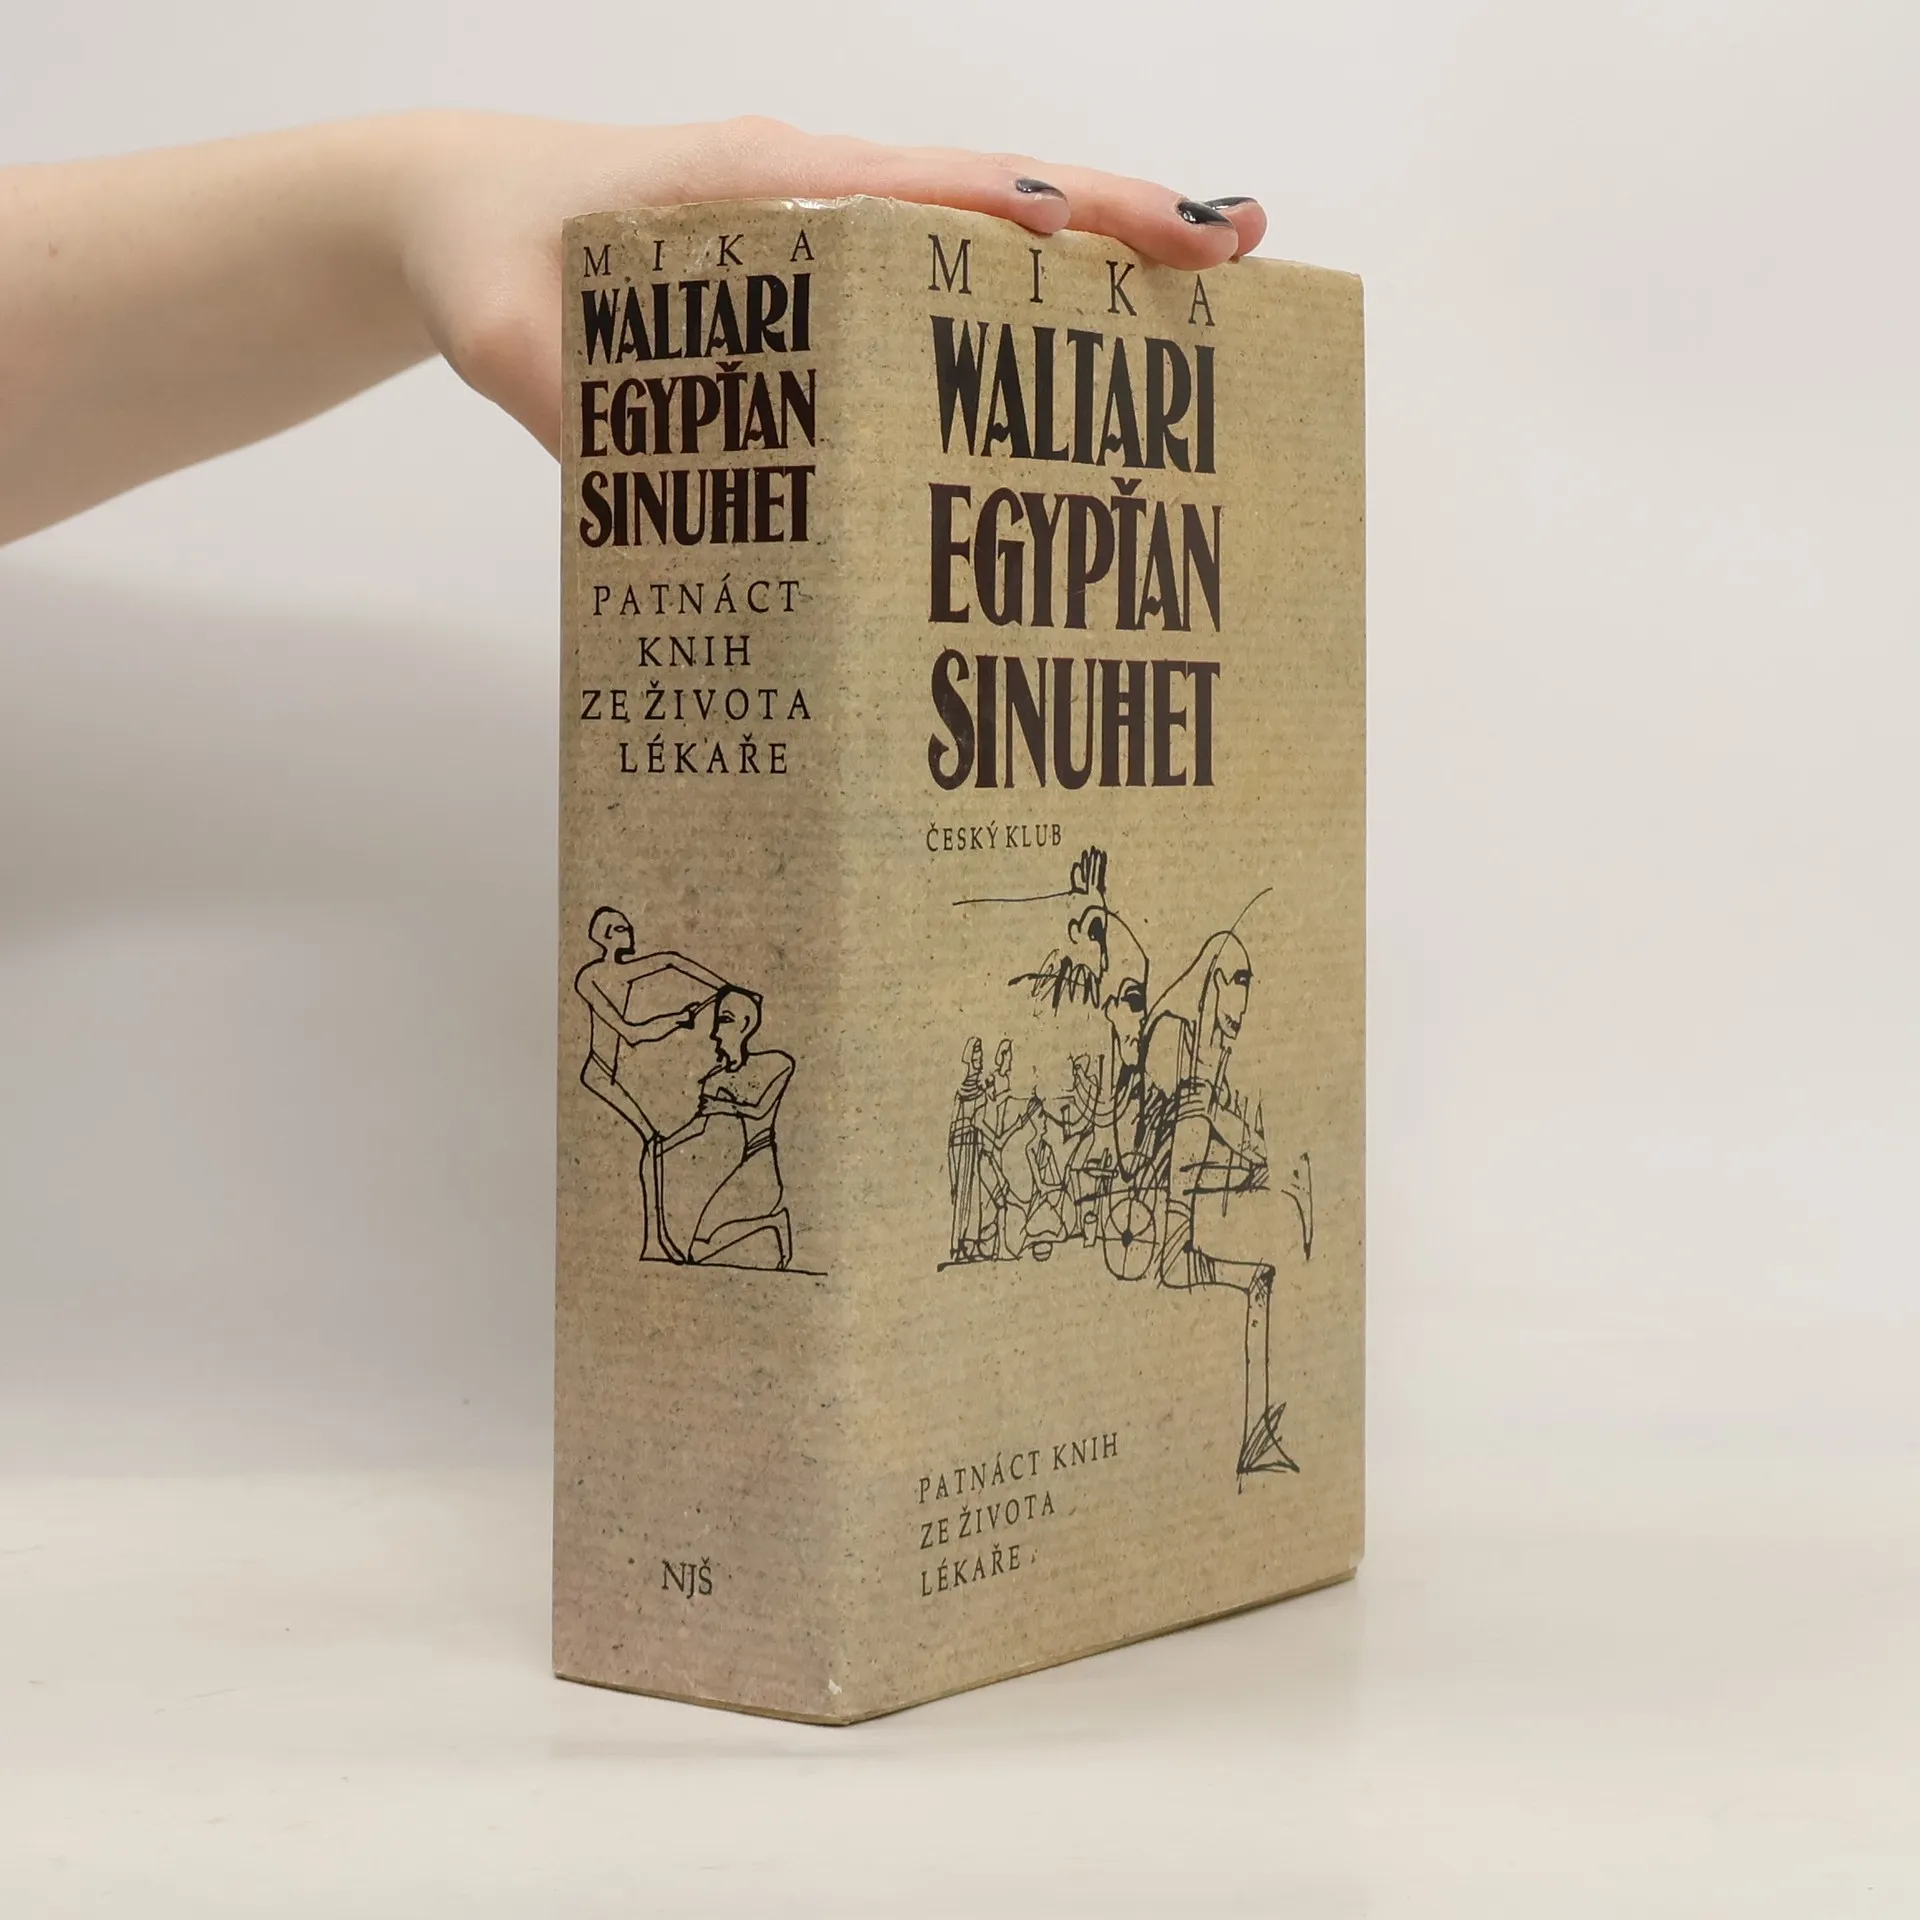 MIKA
WALTARI
EGYPŤAN
SINUHET
PATNÁCT
KNIH
ZE ŽIVOTA
LÉKAŘE
NJŠ
MIKA
WALTARI
EGYPŤAN
SINUHET
ČESKÝ KLUB
PATNÁCT KNIH
ZE ŽIVOTA
LÉKAŘE